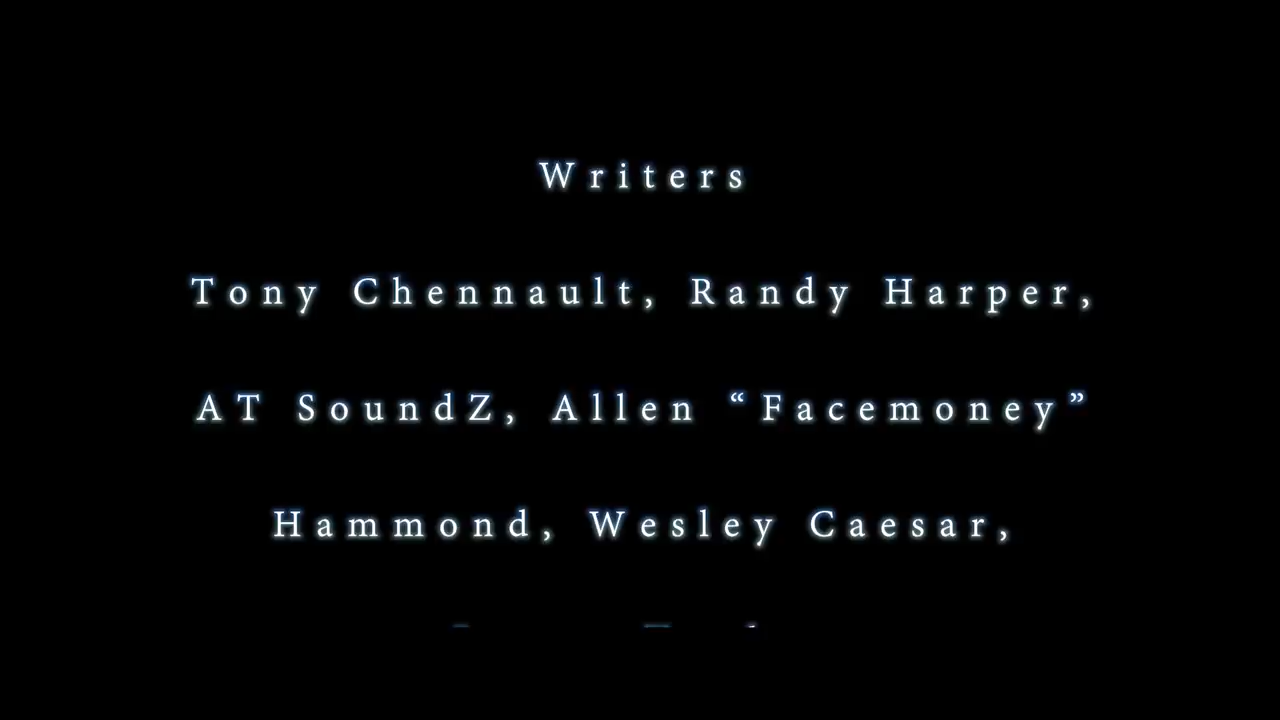 Writers
Tony Chennault, Randy Harper,
AT SoundZ, Allen “Facemoney”
Hammond, Wesley Caesar,